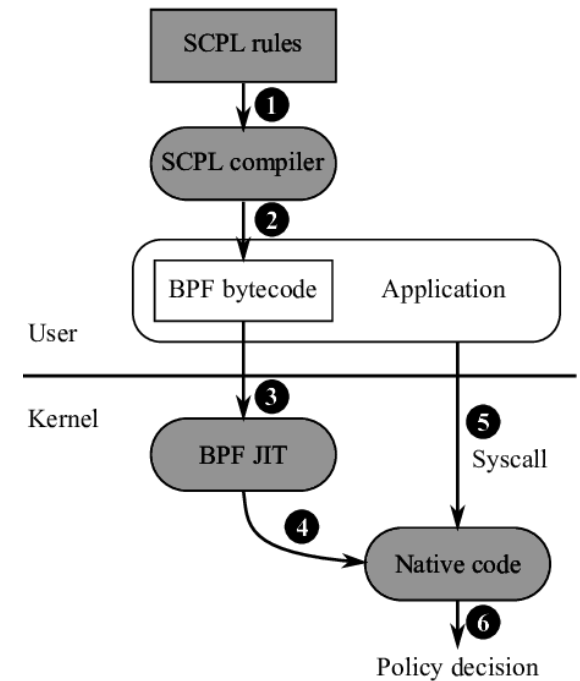 SCPL rules
1
SCPL compiler
2
BPF bytecode
Application
User
3
Kernel
5
BPF JIT
Syscall
4
Native code
6
Policy decision